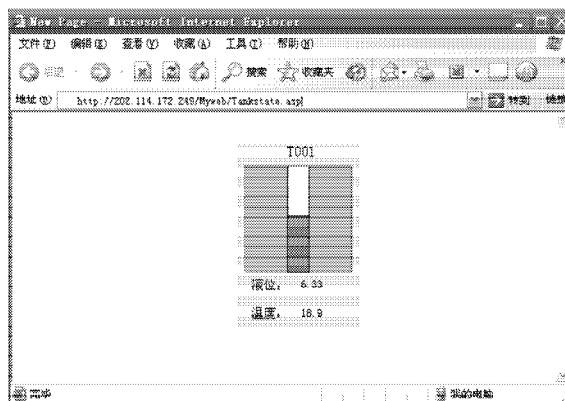 New Page - Microsoft Internet Explorer
文件(F) 编辑(E) 查看(V) 收藏(A) 工具(T) 帮助(H)
搜索 收藏夹
地址(D) http://202.114.172.249/Myweb/Tankstate.asp 转到 链接
T001
液位: 6.33
温度: 18.9
完毕 我的电脑